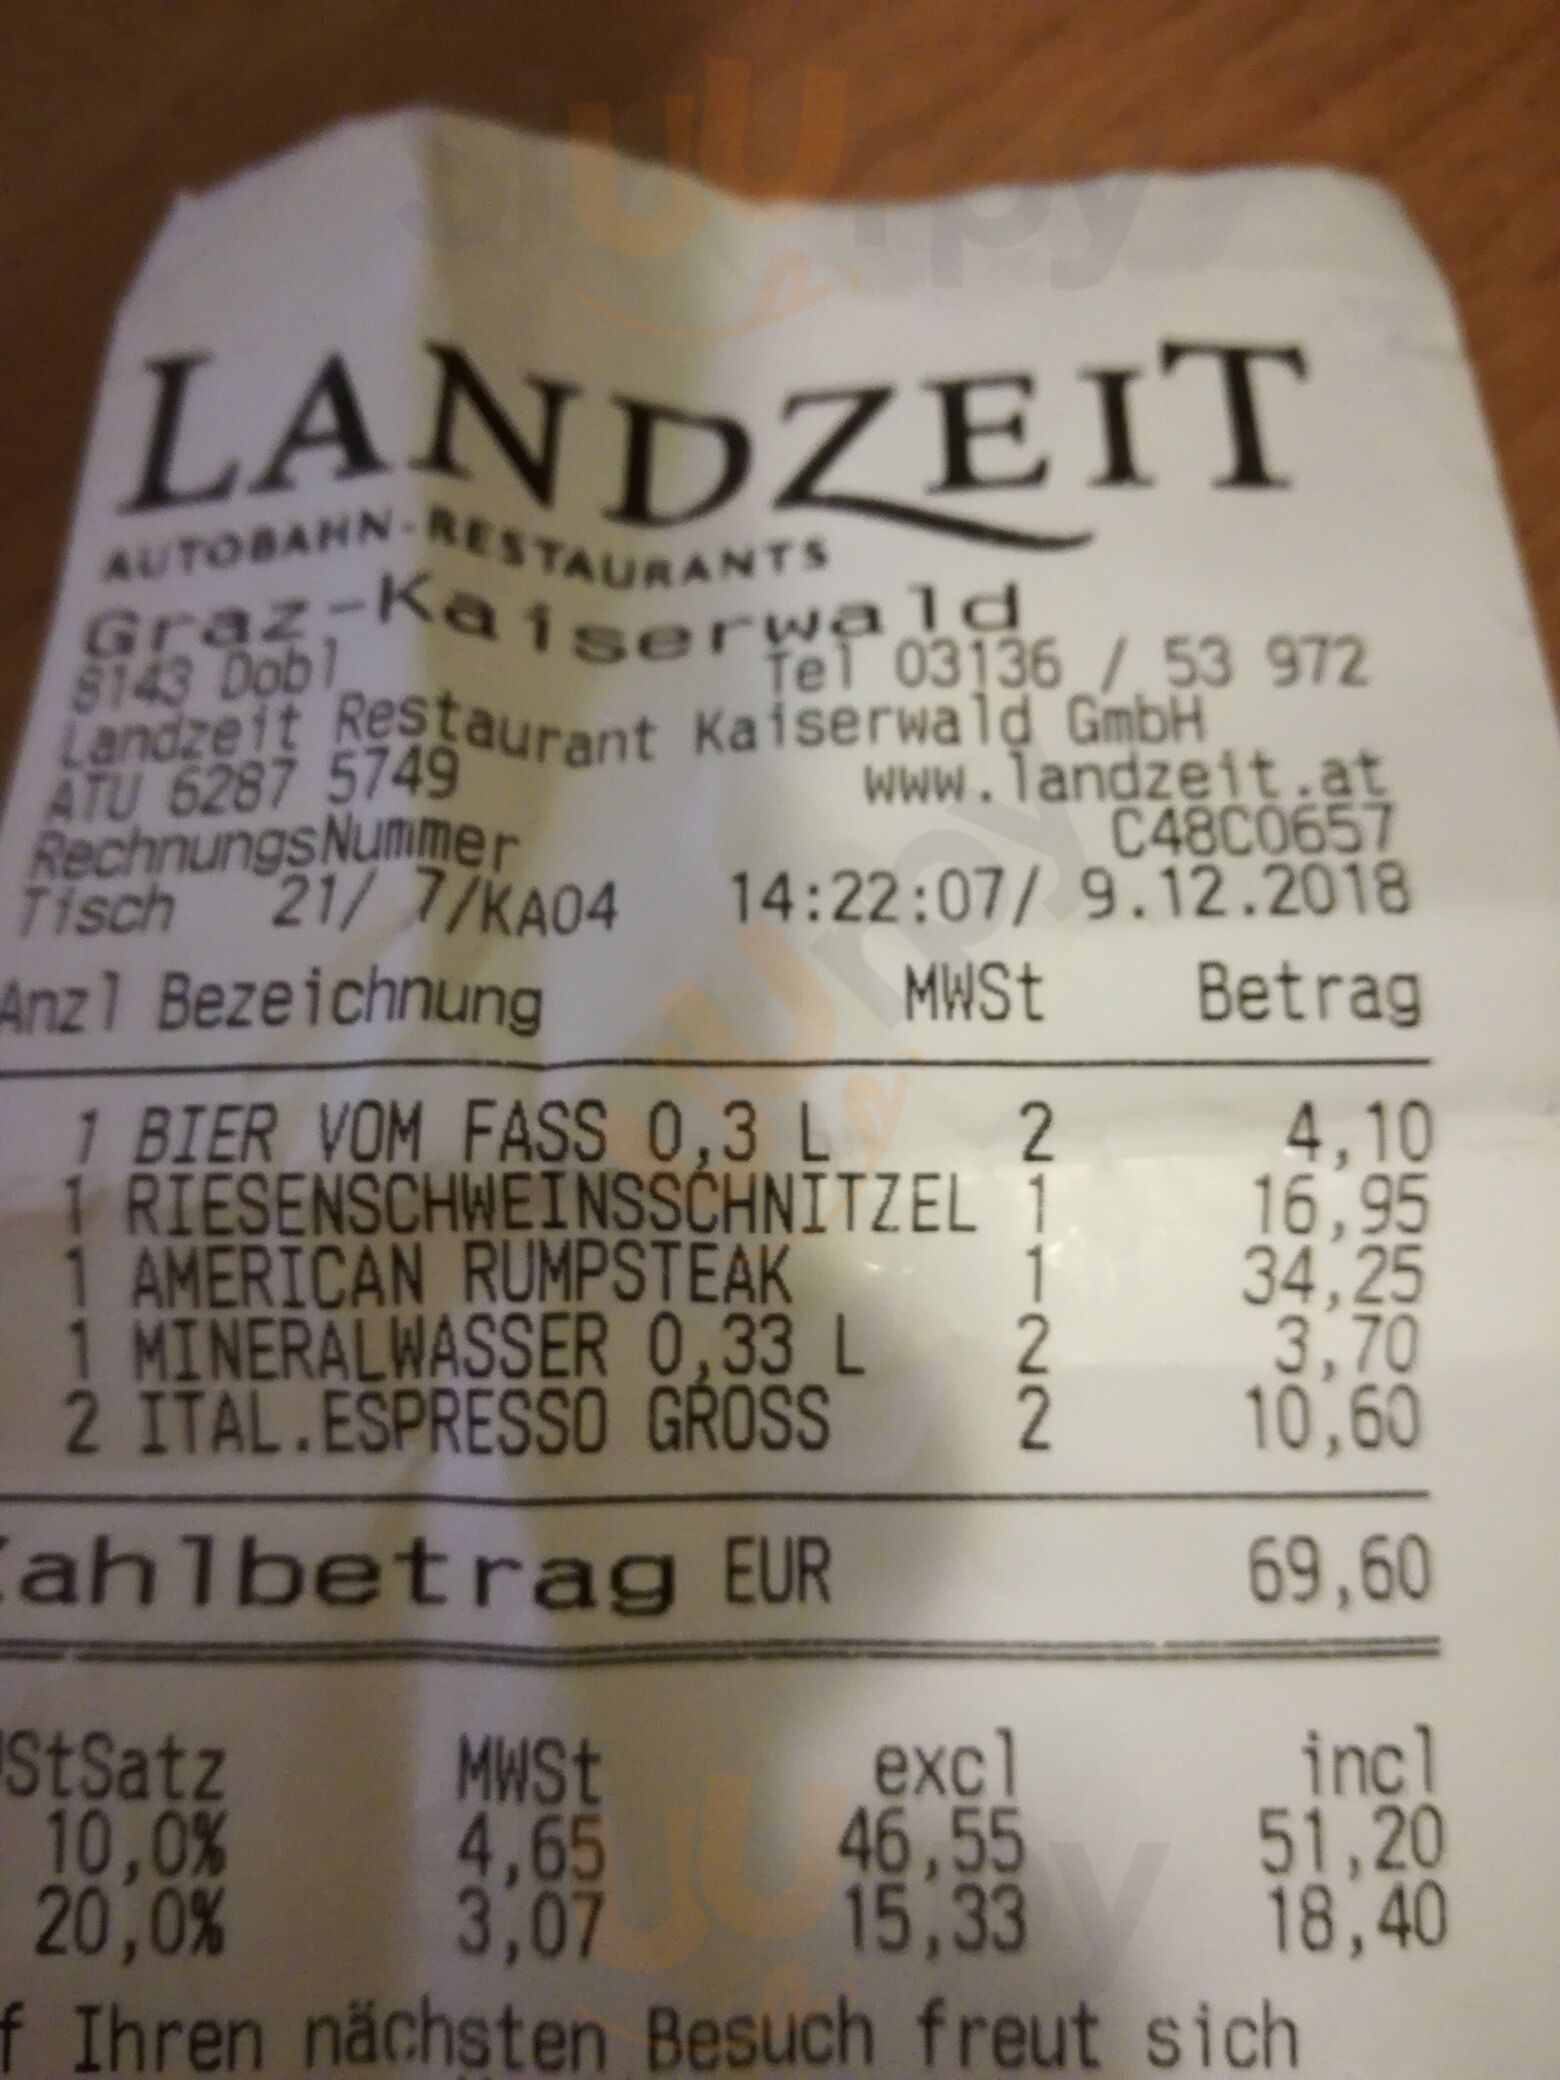 LANDZEIT
AUTOBAHN-RESTAURANTS
Graz-Kaiserwald
8143 Dobl Tel 03136 / 53 972
Landzeit Restaurant Kaiserwald GmbH
ATU 6287 5749 www.landzeit.at
RechnungsNummer C48C0657
Tisch 21/ 7/KA04 14:22:07/ 9.12.2018
Anzl Bezeichnung MWSt Betrag
1 BIER VOM FASS 0,3 L 2 4,10
1 RIESENSCHWEINSSCHNITZEL 1 16,95
1 AMERICAN RUMPSTEAK 1 34,25
1 MINERALWASSER 0,33 L 2 3,70
2 ITAL.ESPRESSO GROSS 2 10,60
Zahlbetrag EUR 69,60
StSatz MWSt excl incl
10,0% 4,65 46,55 51,20
20,0% 3,07 15,33 18,40
f Ihren nächsten Besuch freut sich